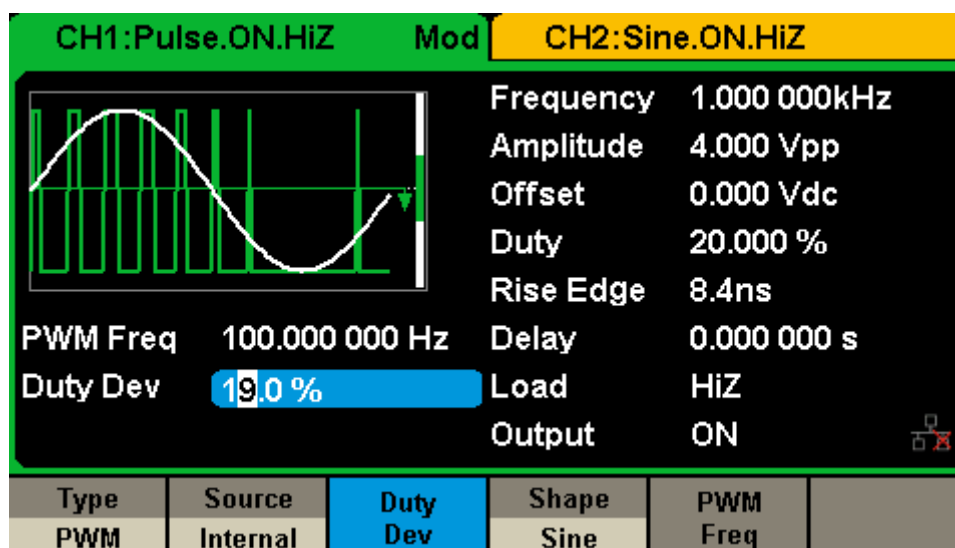 CH1:Pulse.ON.HiZ Mod CH2:Sine.ON.HiZ
Frequency 1.000 000kHz
Amplitude 4.000 Vpp
Offset 0.000 Vdc
Duty 20.000 %
Rise Edge 8.4ns
PWM Freq 100.000 000 Hz Delay 0.000 000 s
Duty Dev 19.0 % Load HiZ
Output ON
Type Source Duty Shape PWM
PWM Internal Dev Sine Freq